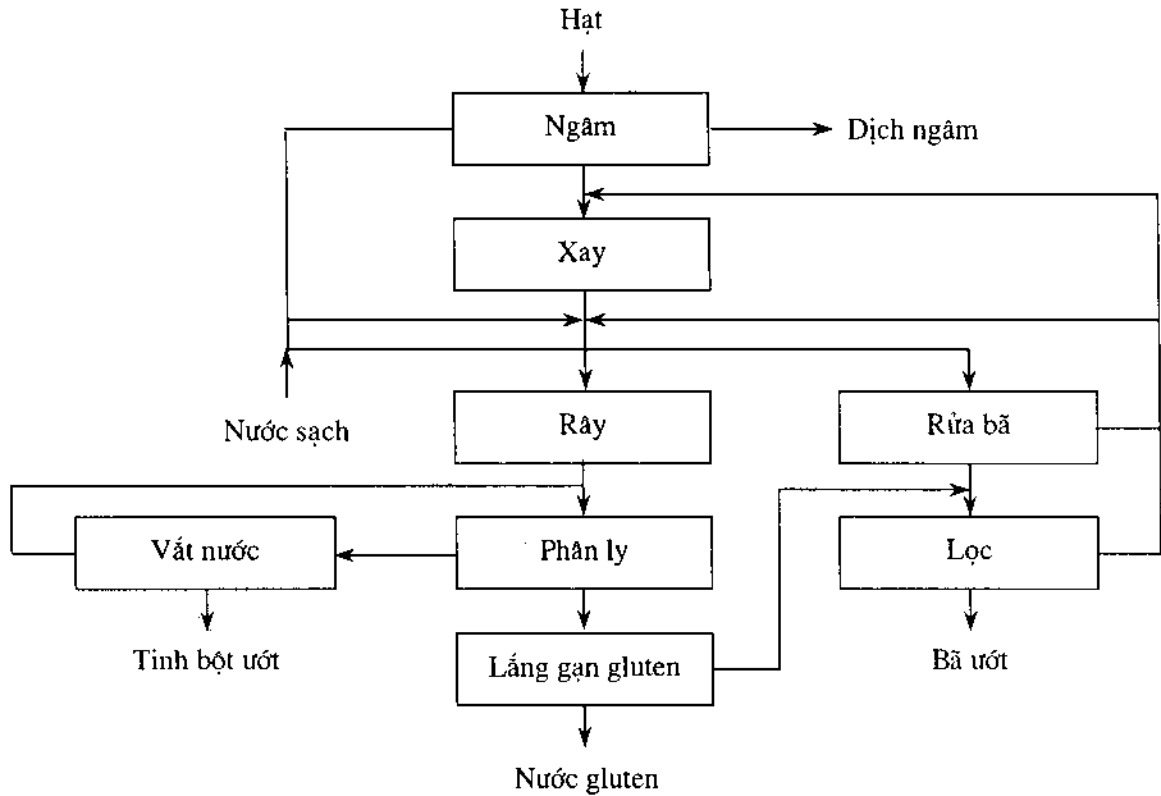 Hạt
Ngâm
Dịch ngâm
Xay
Nước sạch
Rây
Rửa bã
Vắt nước
Phân ly
Lọc
Tinh bột ướt
Lắng gạn gluten
Bã ướt
Nước gluten